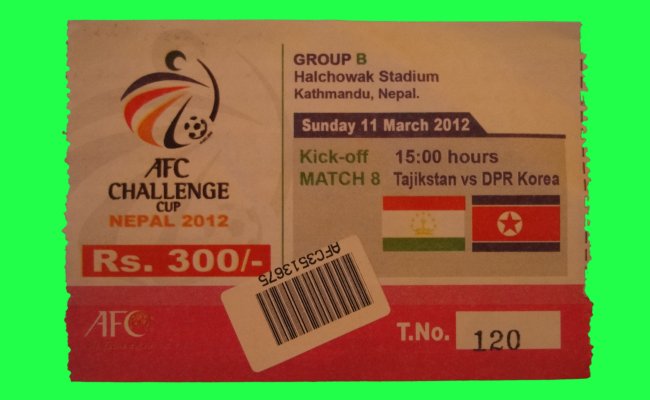 AFC
CHALLENGE
CUP
NEPAL 2012
Rs. 300/-
GROUP B
Halchowak Stadium
Kathmandu, Nepal.
Sunday 11 March 2012
Kick-off 15:00 hours
MATCH 8 Tajikstan vs DPR Korea
AFC3513675
AFC
T.No. 120